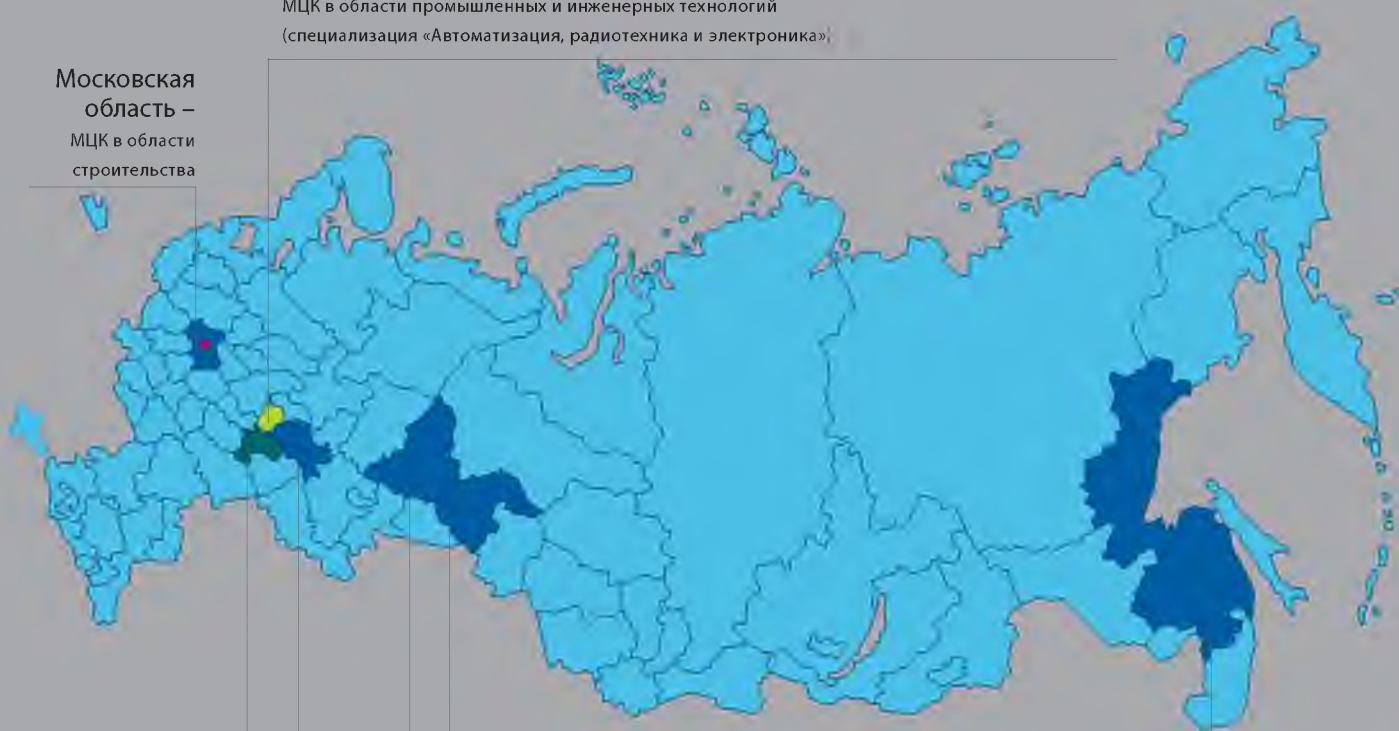 МЦК в области промышленных и инженерных технологий
(специализация «Автоматизация, радиотехника и электроника»)
Московская
область –
МЦК в области
строительства